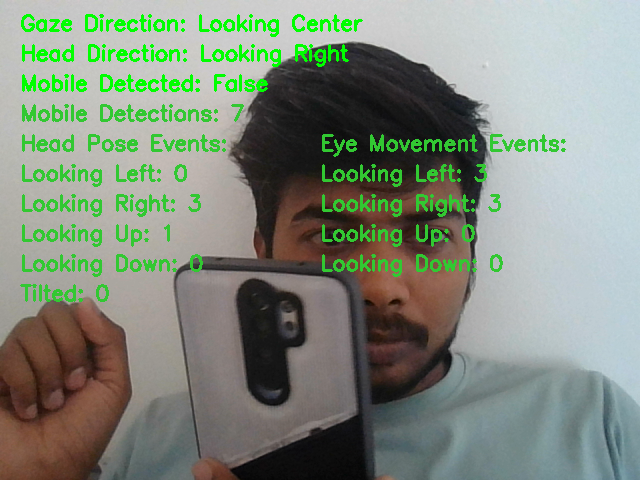 Gaze Direction: Looking Center
Head Direction: Looking Right
Mobile Detected: False
Mobile Detections: 7
Head Pose Events:
Looking Left: 0
Looking Right: 3
Looking Up: 1
Looking Down: 0
Tilted: 0
Eye Movement Events:
Looking Left: 3
Looking Right: 3
Looking Up: 0
Looking Down: 0